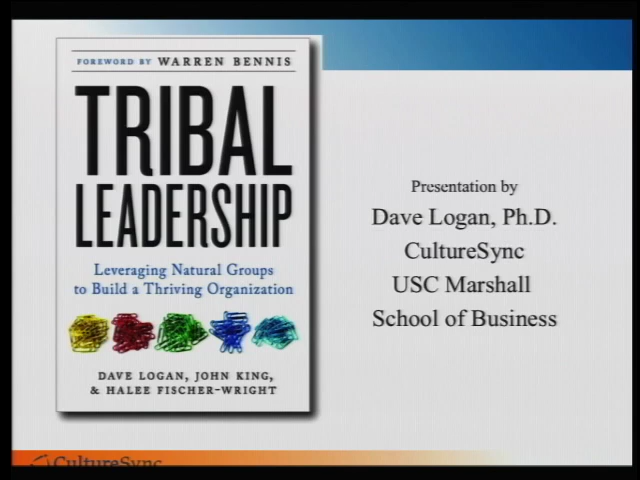 FOREWORD BY WARREN BENNIS
TRIBAL
LEADERSHIP
Leveraging Natural Groups
to Build a Thriving Organization
DAVE LOGAN, JOHN KING,
& HALEE FISCHER-WRIGHT
Presentation by
Dave Logan, Ph.D.
CultureSync
USC Marshall
School of Business
CultureSync